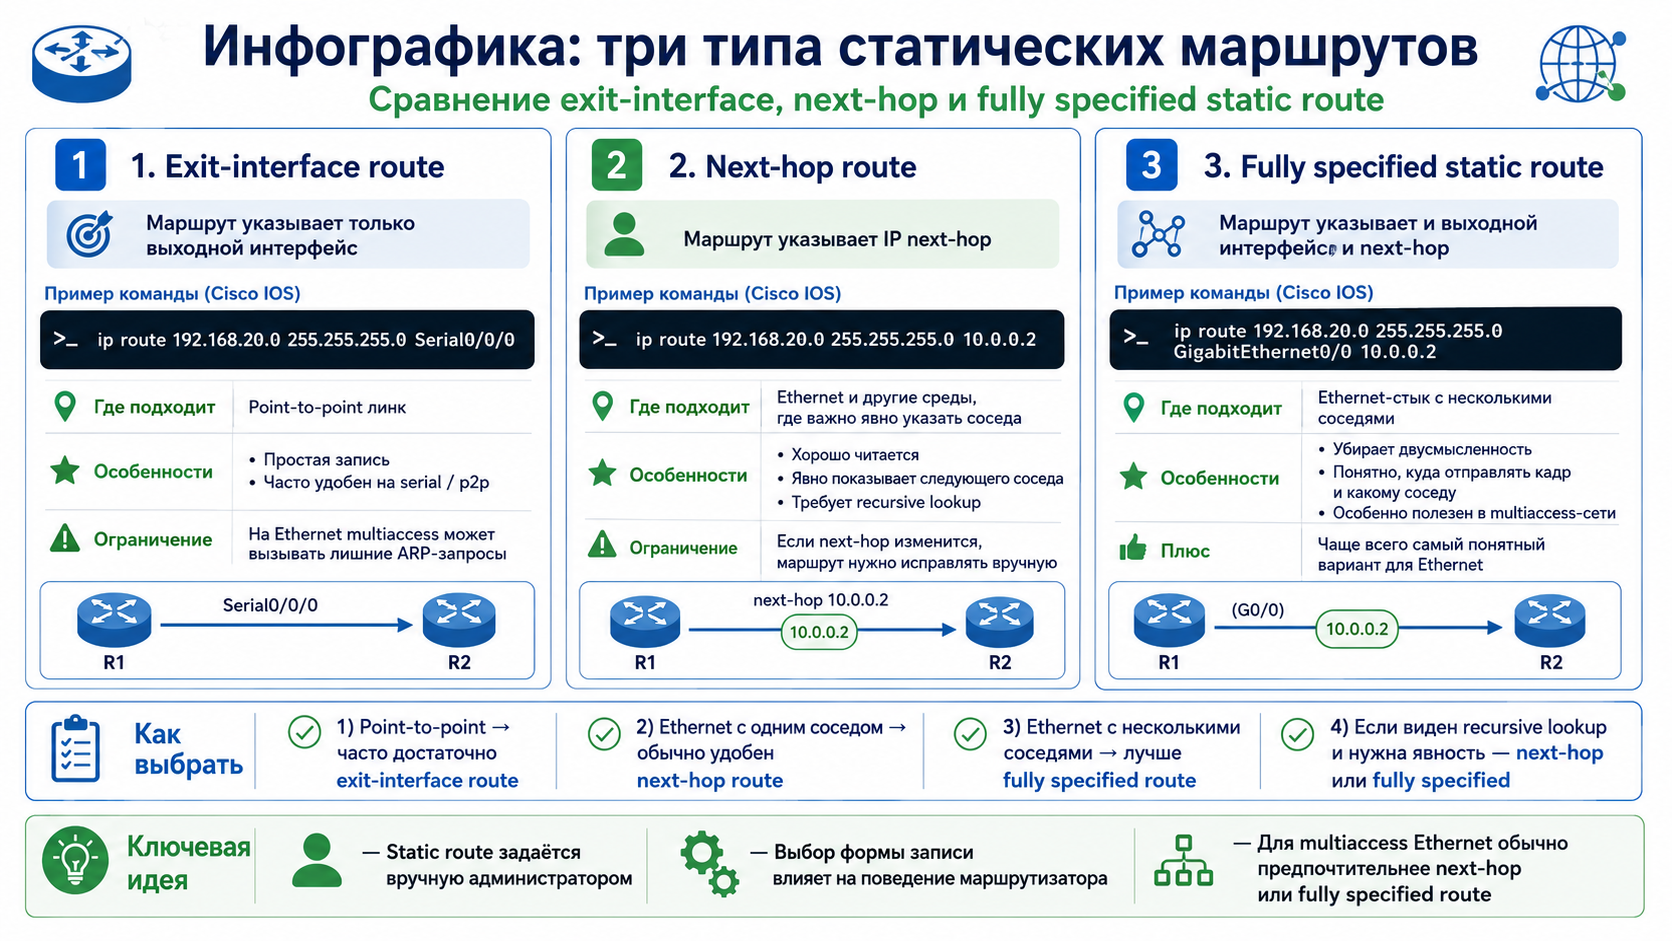 Инфографика: три типа статических маршрутов
Сравнение exit-interface, next-hop и fully specified static route
1
1. Exit-interface route
Маршрут указывает только
выходной интерфейс
Пример команды (Cisco IOS)
>_ ip route 192.168.20.0 255.255.255.0 Serial0/0/0
Где подходит
Point-to-point линк
Особенности
• Простая запись
• Часто удобен на serial / p2p
Ограничение
На Ethernet multiaccess может
вызывать лишние ARP-запросы
Serial0/0/0
R1
R2
2
2. Next-hop route
Маршрут указывает IP next-hop
Пример команды (Cisco IOS)
>_ ip route 192.168.20.0 255.255.255.0 10.0.0.2
Где подходит
Ethernet и другие среды,
где важно явно указать соседа
Особенности
• Хорошо читается
• Явно показывает следующего соседа
• Требует recursive lookup
Ограничение
Если next-hop изменится,
маршрут нужно исправлять вручную
next-hop 10.0.0.2
10.0.0.2
R1
R2
3
3. Fully specified static route
Маршрут указывает и выходной
и next-hop
Пример команды (Cisco IOS)
>_ ip route 192.168.20.0 255.255.255.0
GigabitEthernet0/0 10.0.0.2
Где подходит
Ethernet-стык с несколькими
соседями
Особенности
• Убирает двусмысленность
• Понятно, куда отправлять кадр
и какому соседу
• Особенно полезен в multiaccess-сети
Плюс
Чаще всего самый понятный
вариант для Ethernet
(G0/0)
10.0.0.2
R1
R2
Как
выбрать
1) Point-to-point →
часто достаточно
exit-interface route
2) Ethernet с одним соседом →
обычно удобен
next-hop route
3) Ethernet с несколькими
соседями → лучше
fully specified route
4) Если виден recursive lookup
и нужна явность — next-hop
или fully specified
Ключевая
идея
— Static route задаётся
вручную администратором
— Выбор формы записи
влияет на поведение маршрутизатора
— Для multiaccess Ethernet обычно
предпочтительнее next-hop
или fully specified route